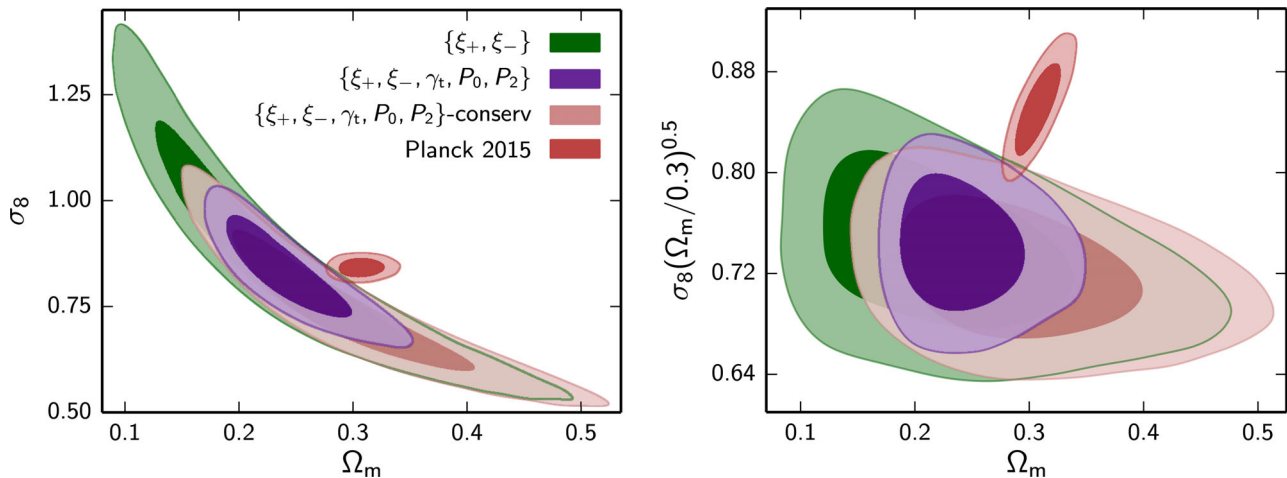 {ξ₊, ξ₋}
{ξ₊, ξ₋, γₜ, P₀, P₂}
{ξ₊, ξ₋, γₜ, P₀, P₂}-conserv
Planck 2015
σ₈
1.25
1.00
0.75
0.50
0.1 0.2 0.3 0.4 0.5
Ωₘ
σ₈(Ωₘ/0.3)⁰·⁵
0.88
0.80
0.72
0.64
0.1 0.2 0.3 0.4 0.5
Ωₘ